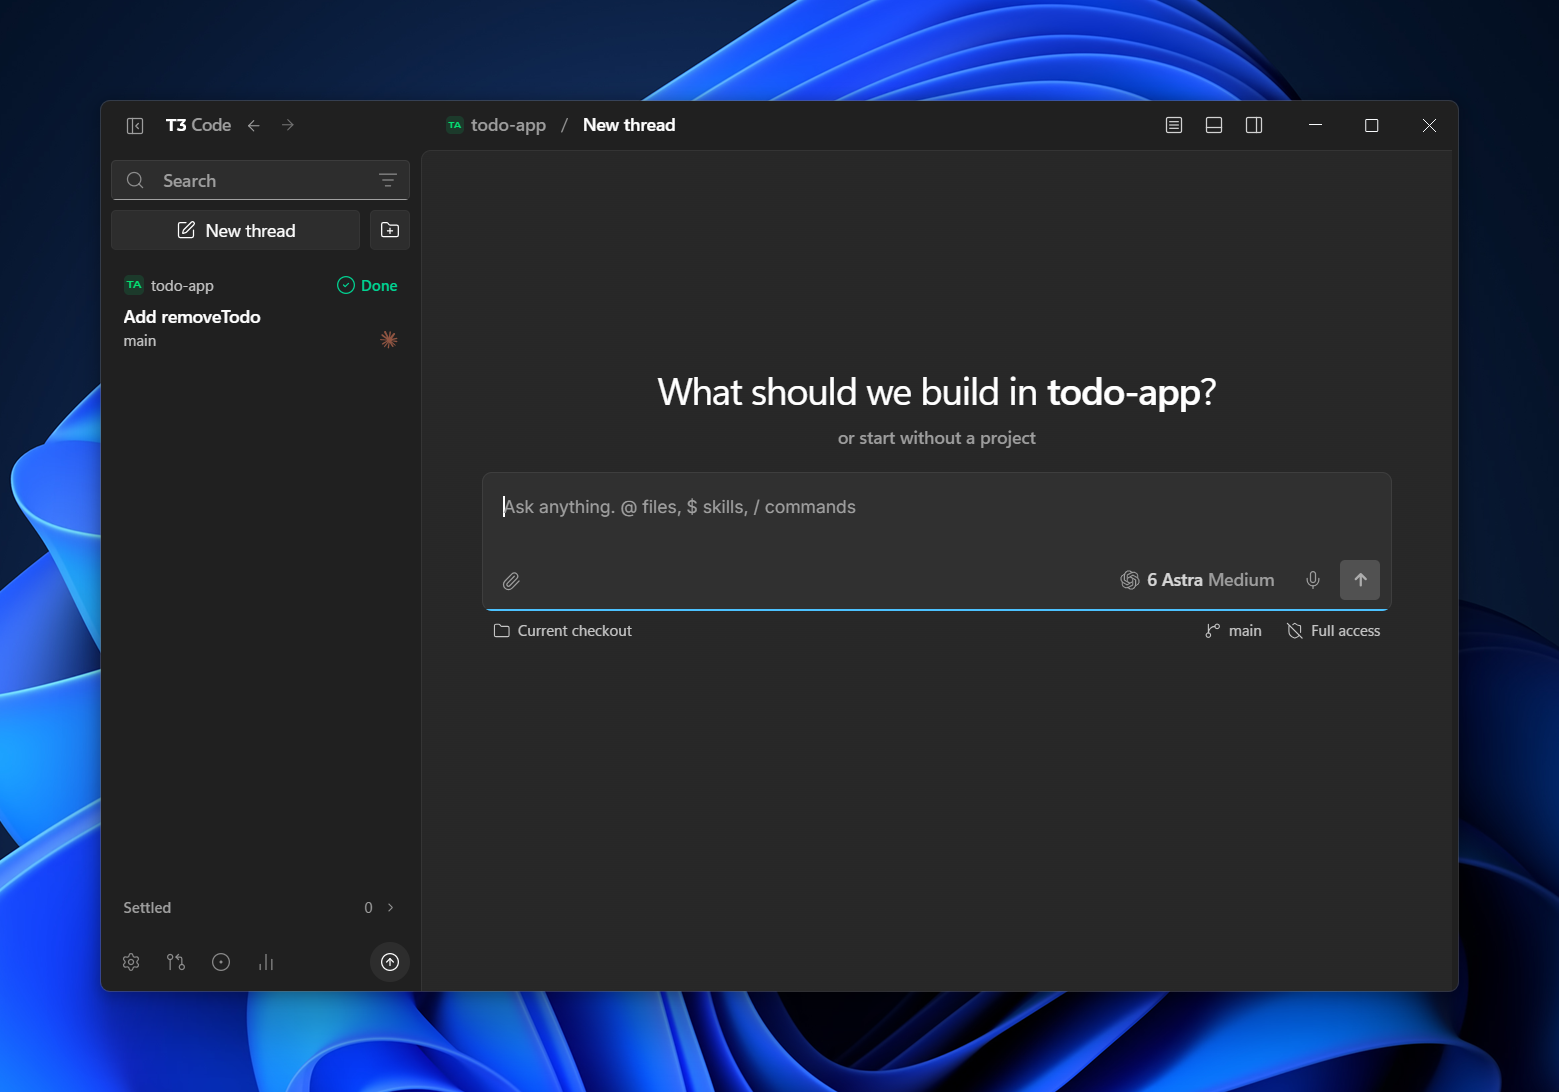 T3 Code
TA todo-app / New thread
Search
New thread
TA todo-app Done
Add removeTodo
main
What should we build in todo-app?
or start without a project
Ask anything. @ files, $ skills, / commands
6 Astra Medium
Current checkout
main
Full access
Settled 0